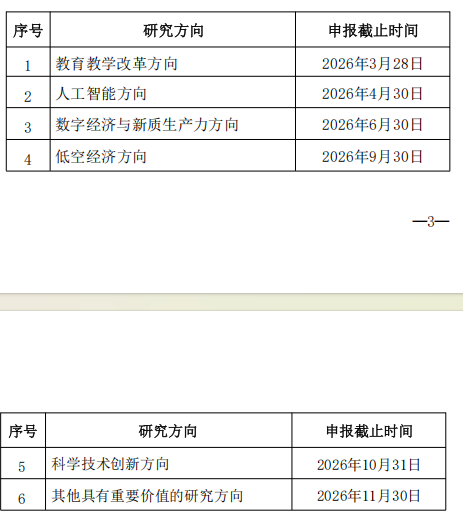 序号 研究方向 申报截止时间
1 教育教学改革方向 2026年3月28日
2 人工智能方向 2026年4月30日
3 数字经济与新质生产力方向 2026年6月30日
4 低空经济方向 2026年9月30日
—3—
序号 研究方向 申报截止时间
5 科学技术创新方向 2026年10月31日
6 其他具有重要价值的研究方向 2026年11月30日